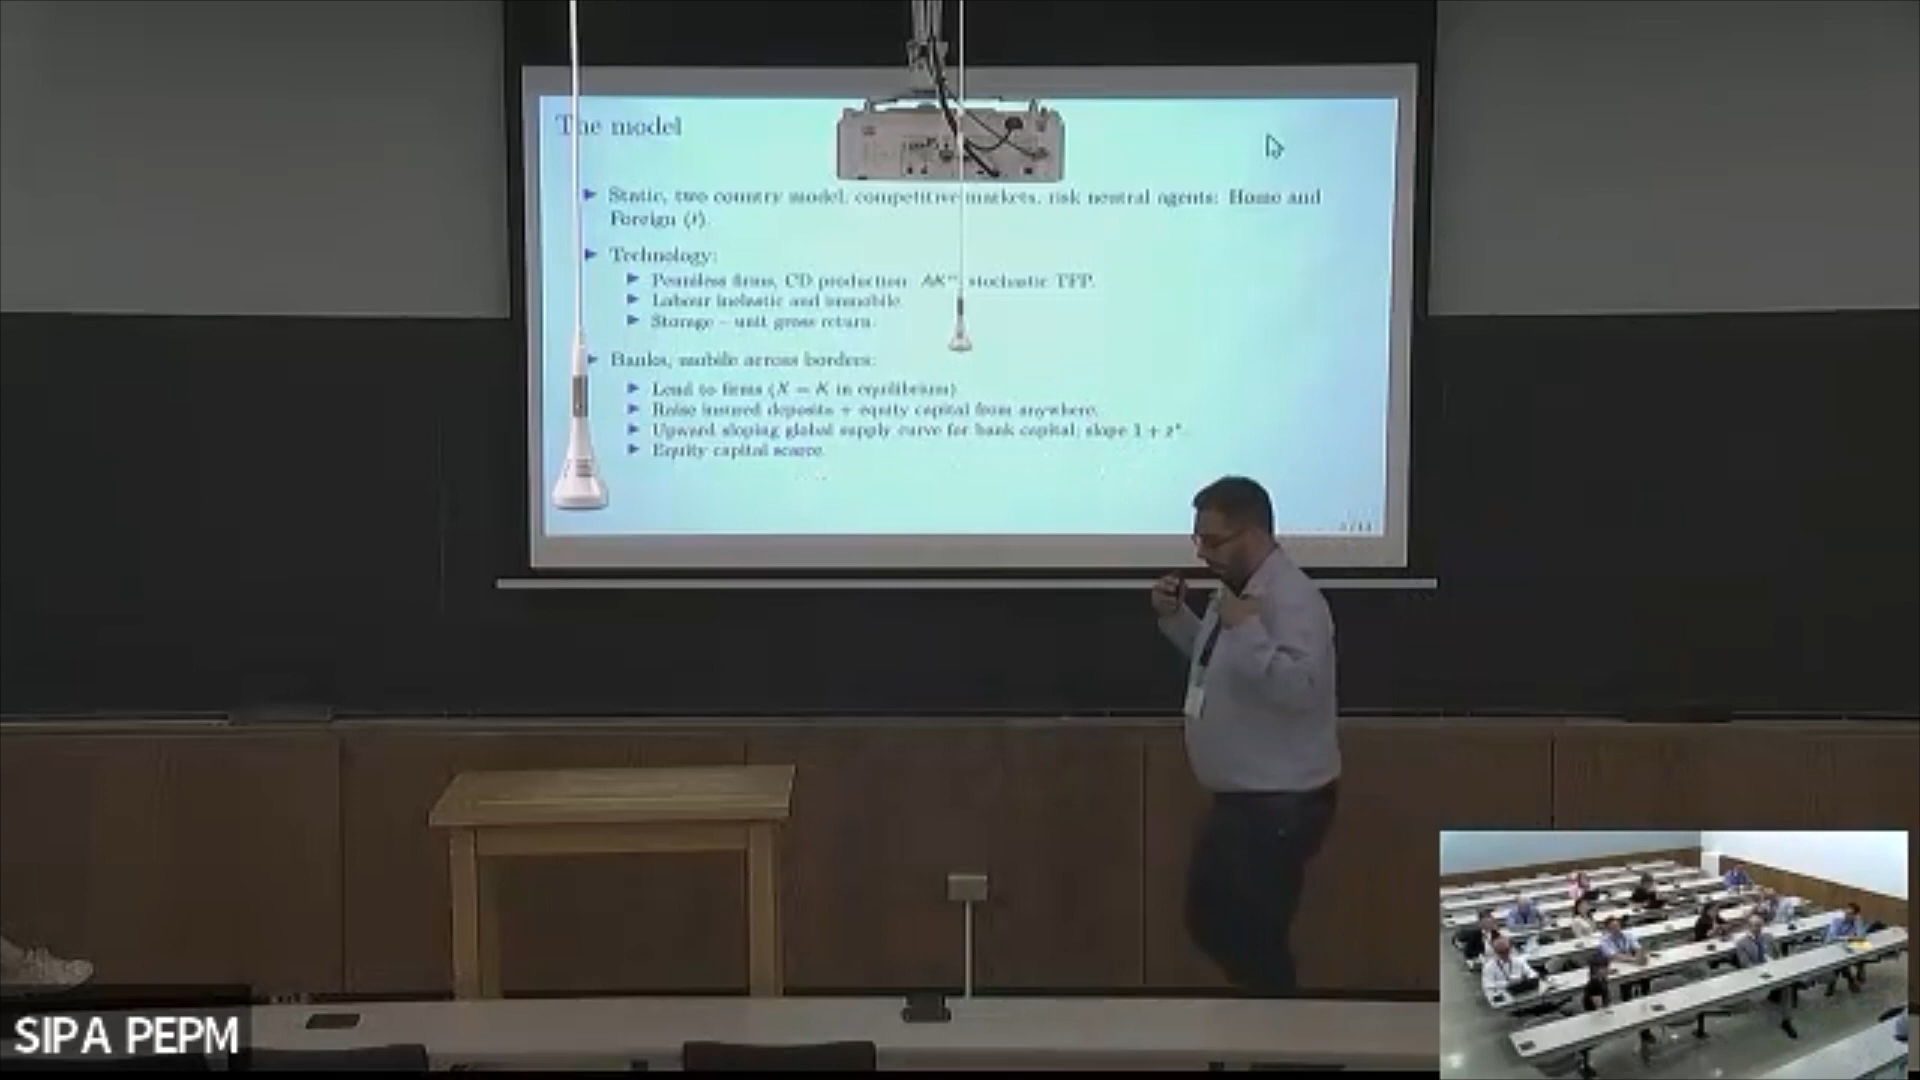 The model
Static, two country model, competitive markets, risk neutral agents: Home and
Foreign (′).
Technology:
Penniless firms, CD production: stochastic TFP.
Labour inelastic and immobile.
Storage – unit gross return.
Banks, mobile across borders:
Lend to firms (X = K in equilibrium)
Raise insured deposits + equity capital from anywhere.
Upward sloping global supply curve for bank capital; slope 1 + z*.
Equity capital scarce.
SIPA PEPM